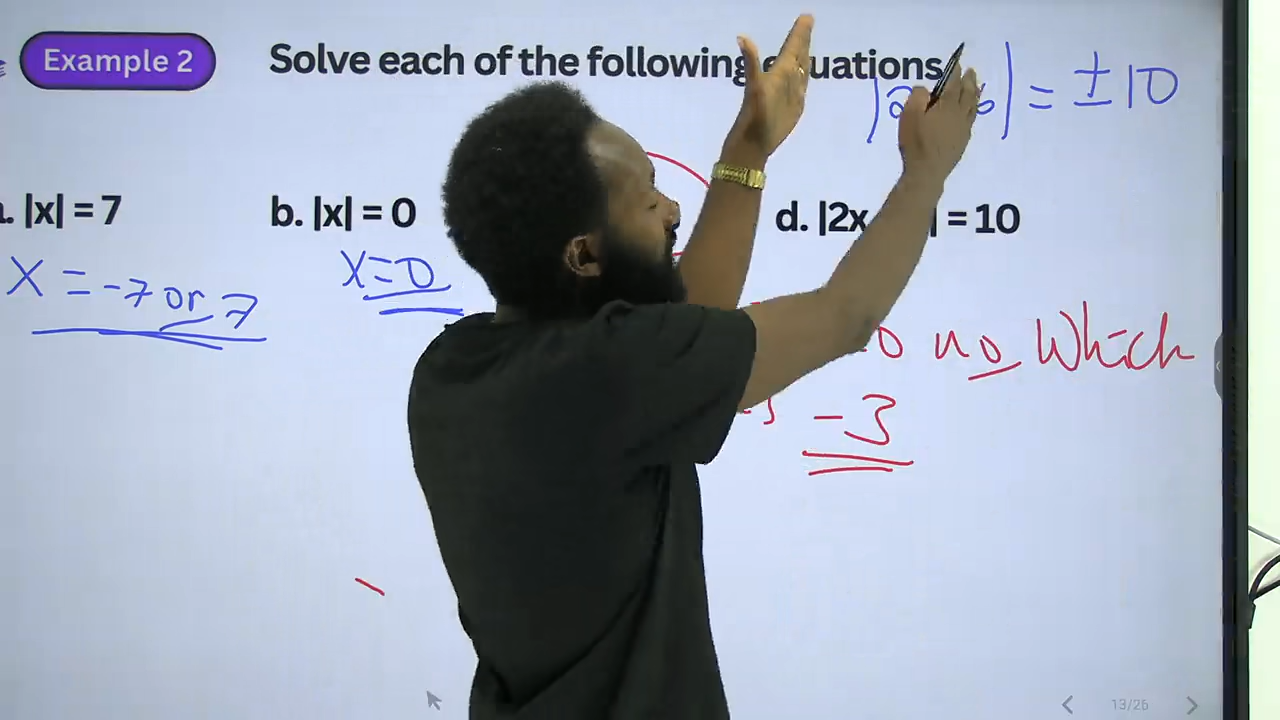 Example 2
Solve each of the following equations
= ±10
|x| = 7
b. |x| = 0
d. |2x | = 10
X = -7 or 7
X=0
no Which
-3
13/26